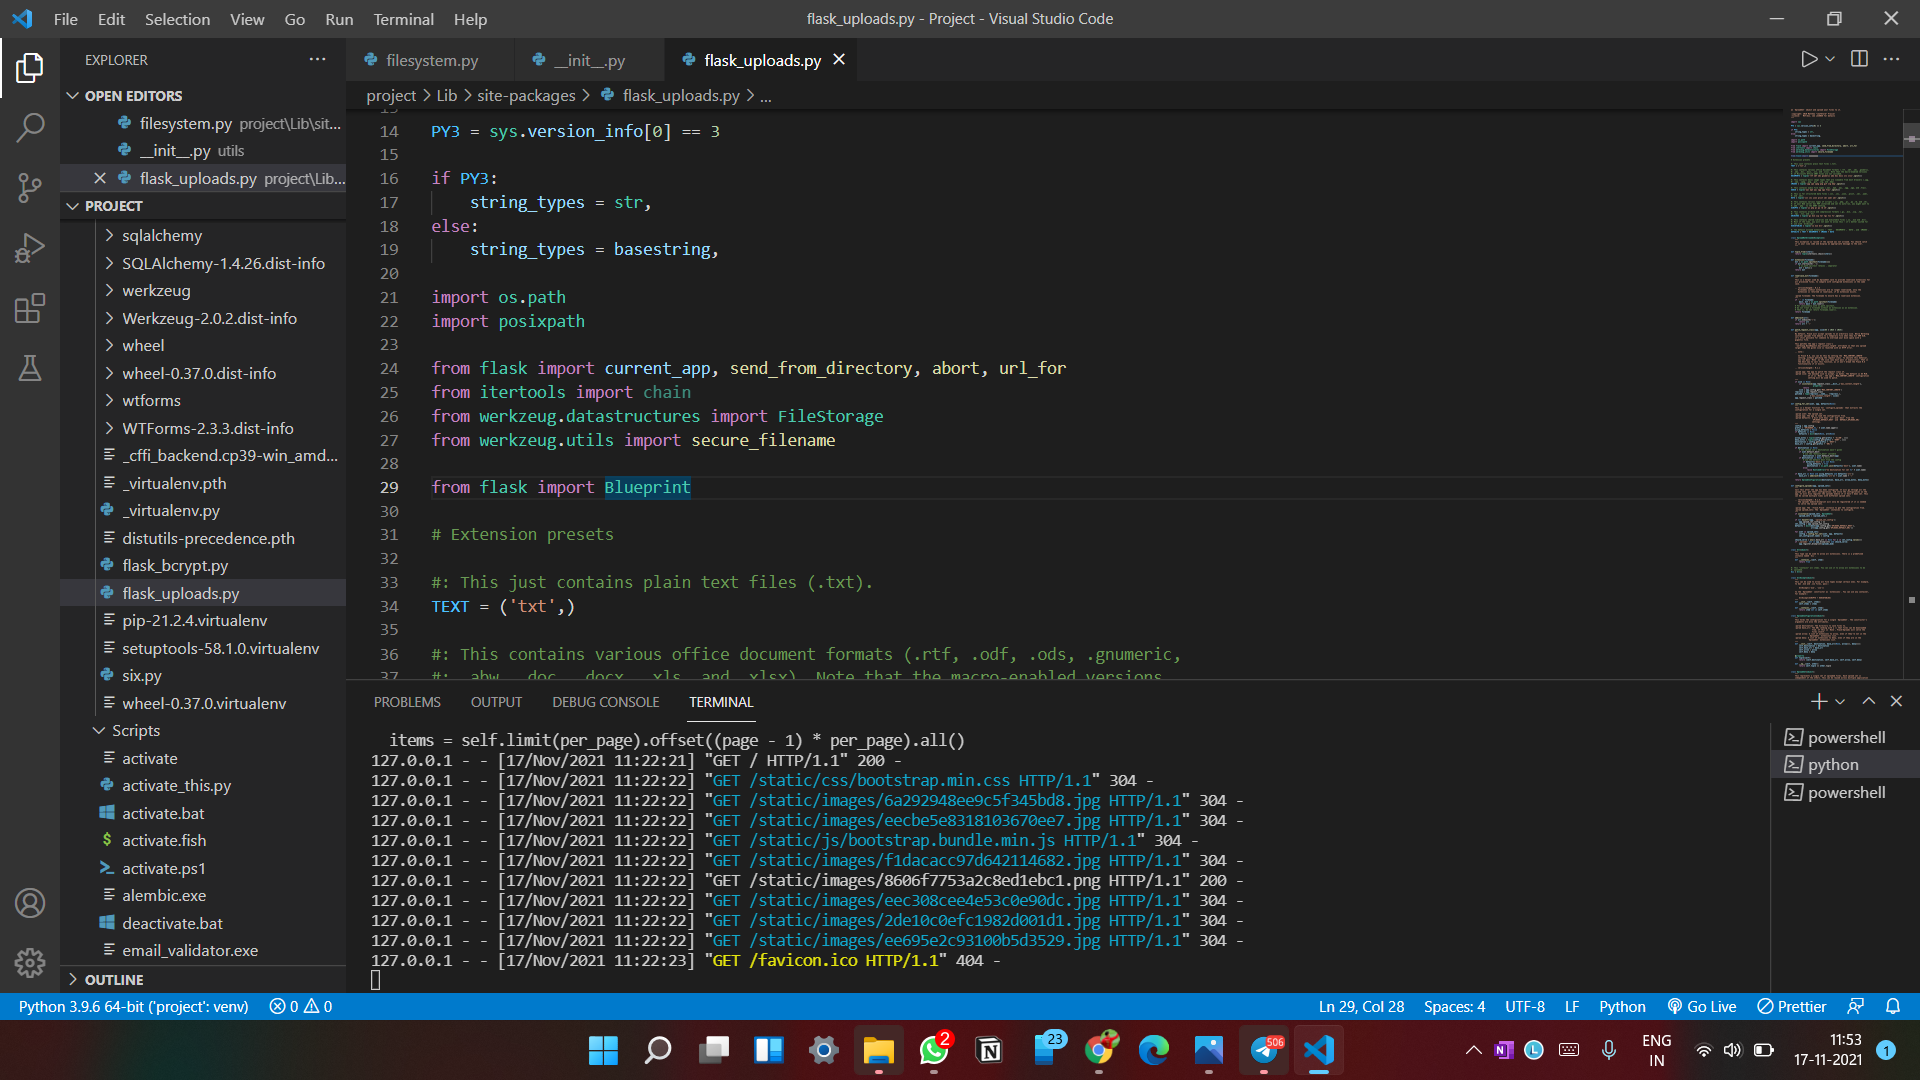 File Edit Selection View Go Run Terminal Help
flask_uploads.py - Project - Visual Studio Code
EXPLORER
OPEN EDITORS
filesystem.py project\Lib\sit...
__init__.py utils
flask_uploads.py project\Lib...
PROJECT
sqlalchemy
SQLAlchemy-1.4.26.dist-info
werkzeug
Werkzeug-2.0.2.dist-info
wheel
wheel-0.37.0.dist-info
wtforms
WTForms-2.3.3.dist-info
_cffi_backend.cp39-win_amd...
_virtualenv.pth
_virtualenv.py
distutils-precedence.pth
flask_bcrypt.py
flask_uploads.py
pip-21.2.4.virtualenv
setuptools-58.1.0.virtualenv
six.py
wheel-0.37.0.virtualenv
Scripts
activate
activate_this.py
activate.bat
activate.fish
activate.ps1
alembic.exe
deactivate.bat
email_validator.exe
OUTLINE
filesystem.py __init__.py flask_uploads.py
project > Lib > site-packages > flask_uploads.py > ...
14 PY3 = sys.version_info[0] == 3
15
16 if PY3:
17 string_types = str,
18 else:
19 string_types = basestring,
20
21 import os.path
22 import posixpath
23
24 from flask import current_app, send_from_directory, abort, url_for
25 from itertools import chain
26 from werkzeug.datastructures import FileStorage
27 from werkzeug.utils import secure_filename
28
29 from flask import Blueprint
30
31 # Extension presets
32
33 #: This just contains plain text files (.txt).
34 TEXT = ('txt',)
35
36 #: This contains various office document formats (.rtf, .odf, .ods, .gnumeric,
37 #: .abw, .doc, .docx, .xls, and .xlsx). Note that the macro-enabled versions
PROBLEMS OUTPUT DEBUG CONSOLE TERMINAL
items = self.limit(per_page).offset((page - 1) * per_page).all()
127.0.0.1 - - [17/Nov/2021 11:22:21] "GET / HTTP/1.1" 200 -
127.0.0.1 - - [17/Nov/2021 11:22:22] "GET /static/css/bootstrap.min.css HTTP/1.1" 304 -
127.0.0.1 - - [17/Nov/2021 11:22:22] "GET /static/images/6a292948ee9c5f345bd8.jpg HTTP/1.1" 304 -
127.0.0.1 - - [17/Nov/2021 11:22:22] "GET /static/images/eecbe5e8318103670ee7.jpg HTTP/1.1" 304 -
127.0.0.1 - - [17/Nov/2021 11:22:22] "GET /static/js/bootstrap.bundle.min.js HTTP/1.1" 304 -
127.0.0.1 - - [17/Nov/2021 11:22:22] "GET /static/images/f1dacacc97d642114682.jpg HTTP/1.1" 304 -
127.0.0.1 - - [17/Nov/2021 11:22:22] "GET /static/images/8606f7753a2c8ed1ebc1.png HTTP/1.1" 200 -
127.0.0.1 - - [17/Nov/2021 11:22:22] "GET /static/images/eec308cee4e53c0e90dc.jpg HTTP/1.1" 304 -
127.0.0.1 - - [17/Nov/2021 11:22:22] "GET /static/images/2de10c0efc1982d001d1.jpg HTTP/1.1" 304 -
127.0.0.1 - - [17/Nov/2021 11:22:22] "GET /static/images/ee695e2c93100b5d3529.jpg HTTP/1.1" 304 -
127.0.0.1 - - [17/Nov/2021 11:22:23] "GET /favicon.ico HTTP/1.1" 404 -
powershell
python
powershell
Python 3.9.6 64-bit ('project': venv) 0 0 Ln 29, Col 28 Spaces: 4 UTF-8 LF Python Go Live Prettier
2 23 506
ENG
IN
11:53
17-11-2021
1